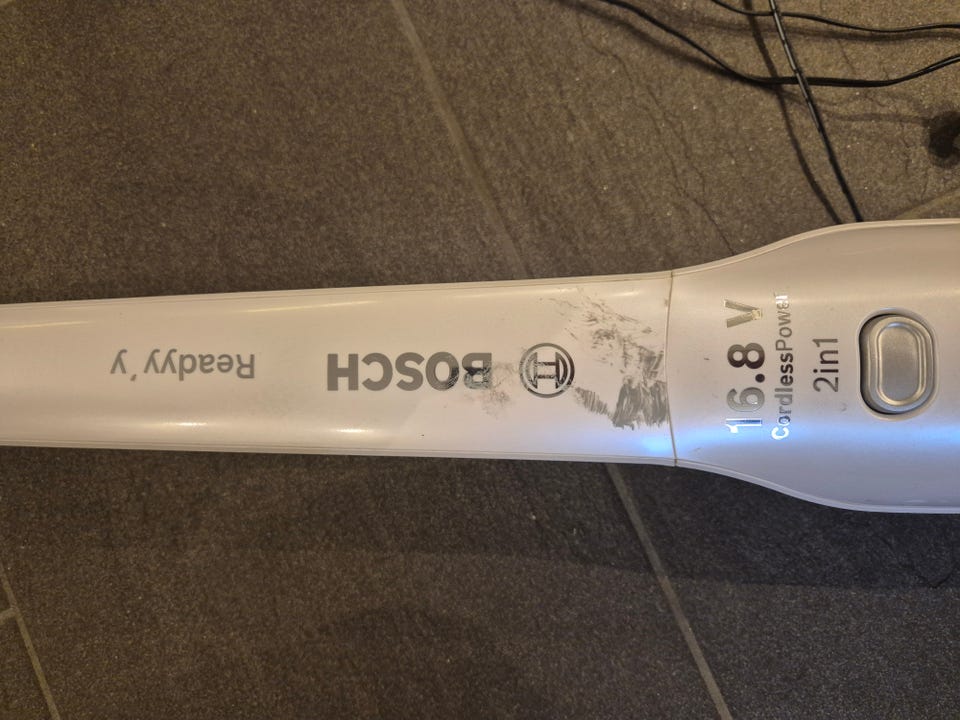 Readyy'y
BOSCH
16.8 V
CordlessPower
2in1